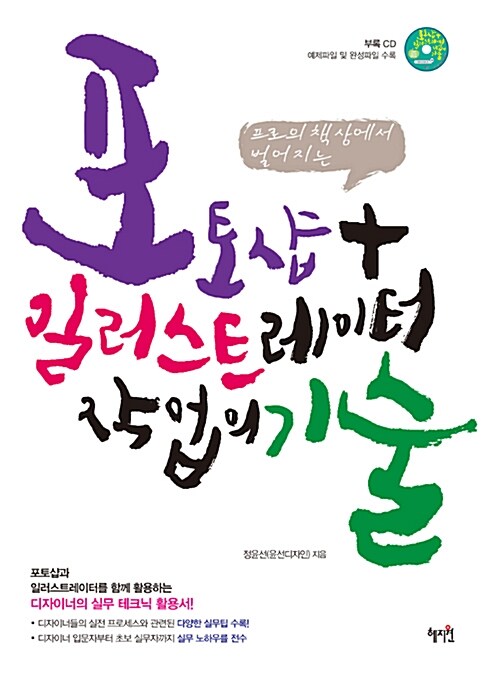 부록 CD
예제파일 및 완성파일 수록
프로의 책상에서
벌어지는
포토샵+
일러스트레이터
작업의 기술
정윤선(윤선디자인) 지음
포토샵과
일러스트레이터를 함께 활용하는
디자이너의 실무 테크닉 활용서!
• 디자이너들의 실전 프로세스와 관련된 다양한 실무팁 수록!
• 디자이너 입문자부터 초보 실무자까지 실무 노하우를 전수
혜지원